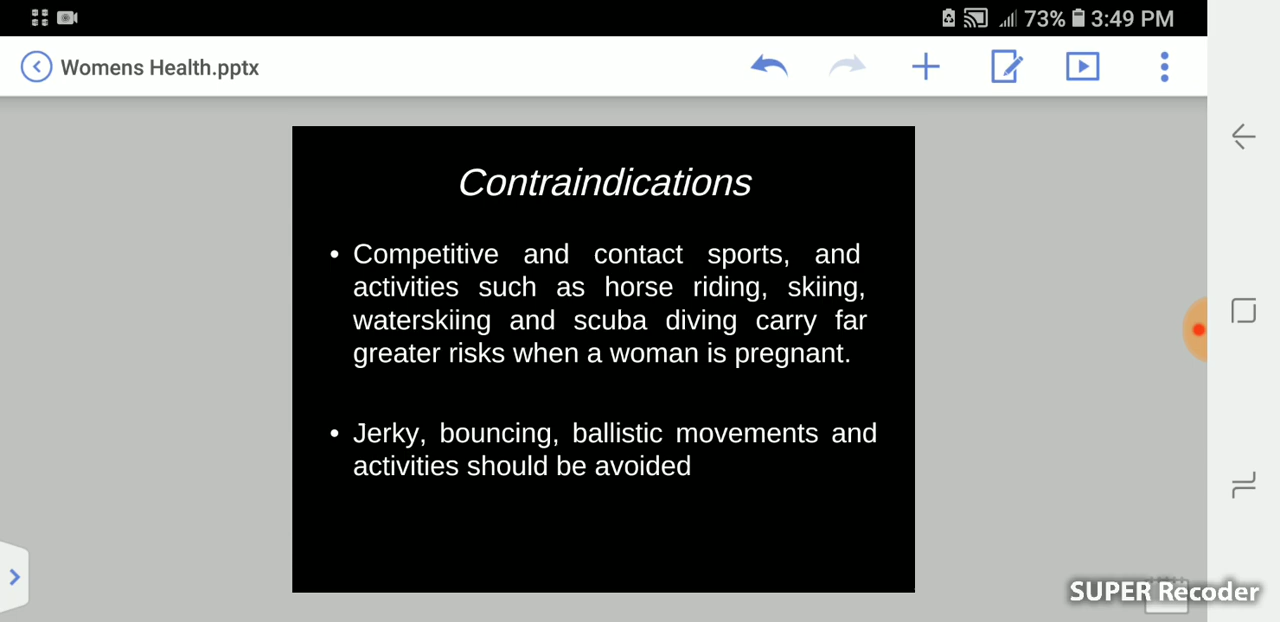 73% 3:49 PM
Womens Health.pptx
Contraindications
• Competitive and contact sports, and
activities such as horse riding, skiing,
waterskiing and scuba diving carry far
greater risks when a woman is pregnant.
• Jerky, bouncing, ballistic movements and
activities should be avoided
SUPER Recoder